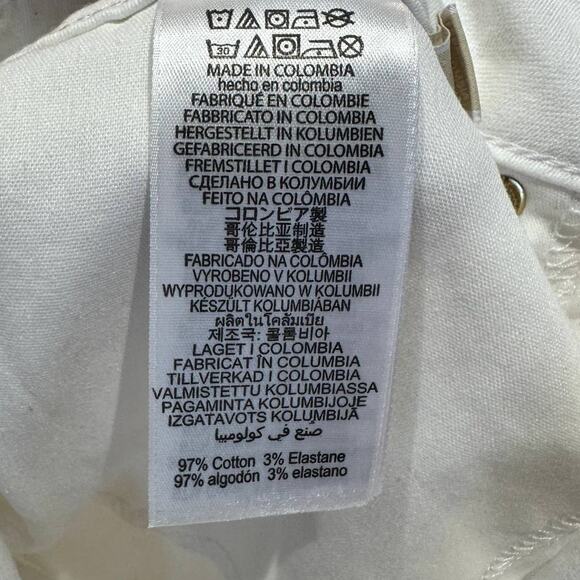 30
MADE IN COLOMBIA
hecho en colombia
FABRIQUÉ EN COLOMBIE
FABBRICATO IN COLOMBIA
HERGESTELLT IN KOLUMBIEN
GEFABRICEERD IN COLOMBIA
FREMSTILLET I COLOMBIA
СДЕЛАНО В КОЛУМБИИ
FEITO NA COLÔMBIA
コロンビア製
哥伦比亚制造
哥倫比亞製造
FABRICADO NA COLÔMBIA
VYROBENO V KOLUMBII
WYPRODUKOWANO W KOLUMBII
KÉSZÜLT KOLUMBIÁBAN
ผลิตในโคลัมเบีย
제조국: 콜롬비아
LAGET I COLOMBIA
FABRICAT ÎN COLUMBIA
TILLVERKAD I COLOMBIA
VALMISTETTU KOLUMBIASSA
PAGAMINTA KOLUMBIJOJE
IZGATAVOTS KOLUMBIJĀ
صنع في كولومبيا
97% Cotton 3% Elastane
97% algodón 3% elastano